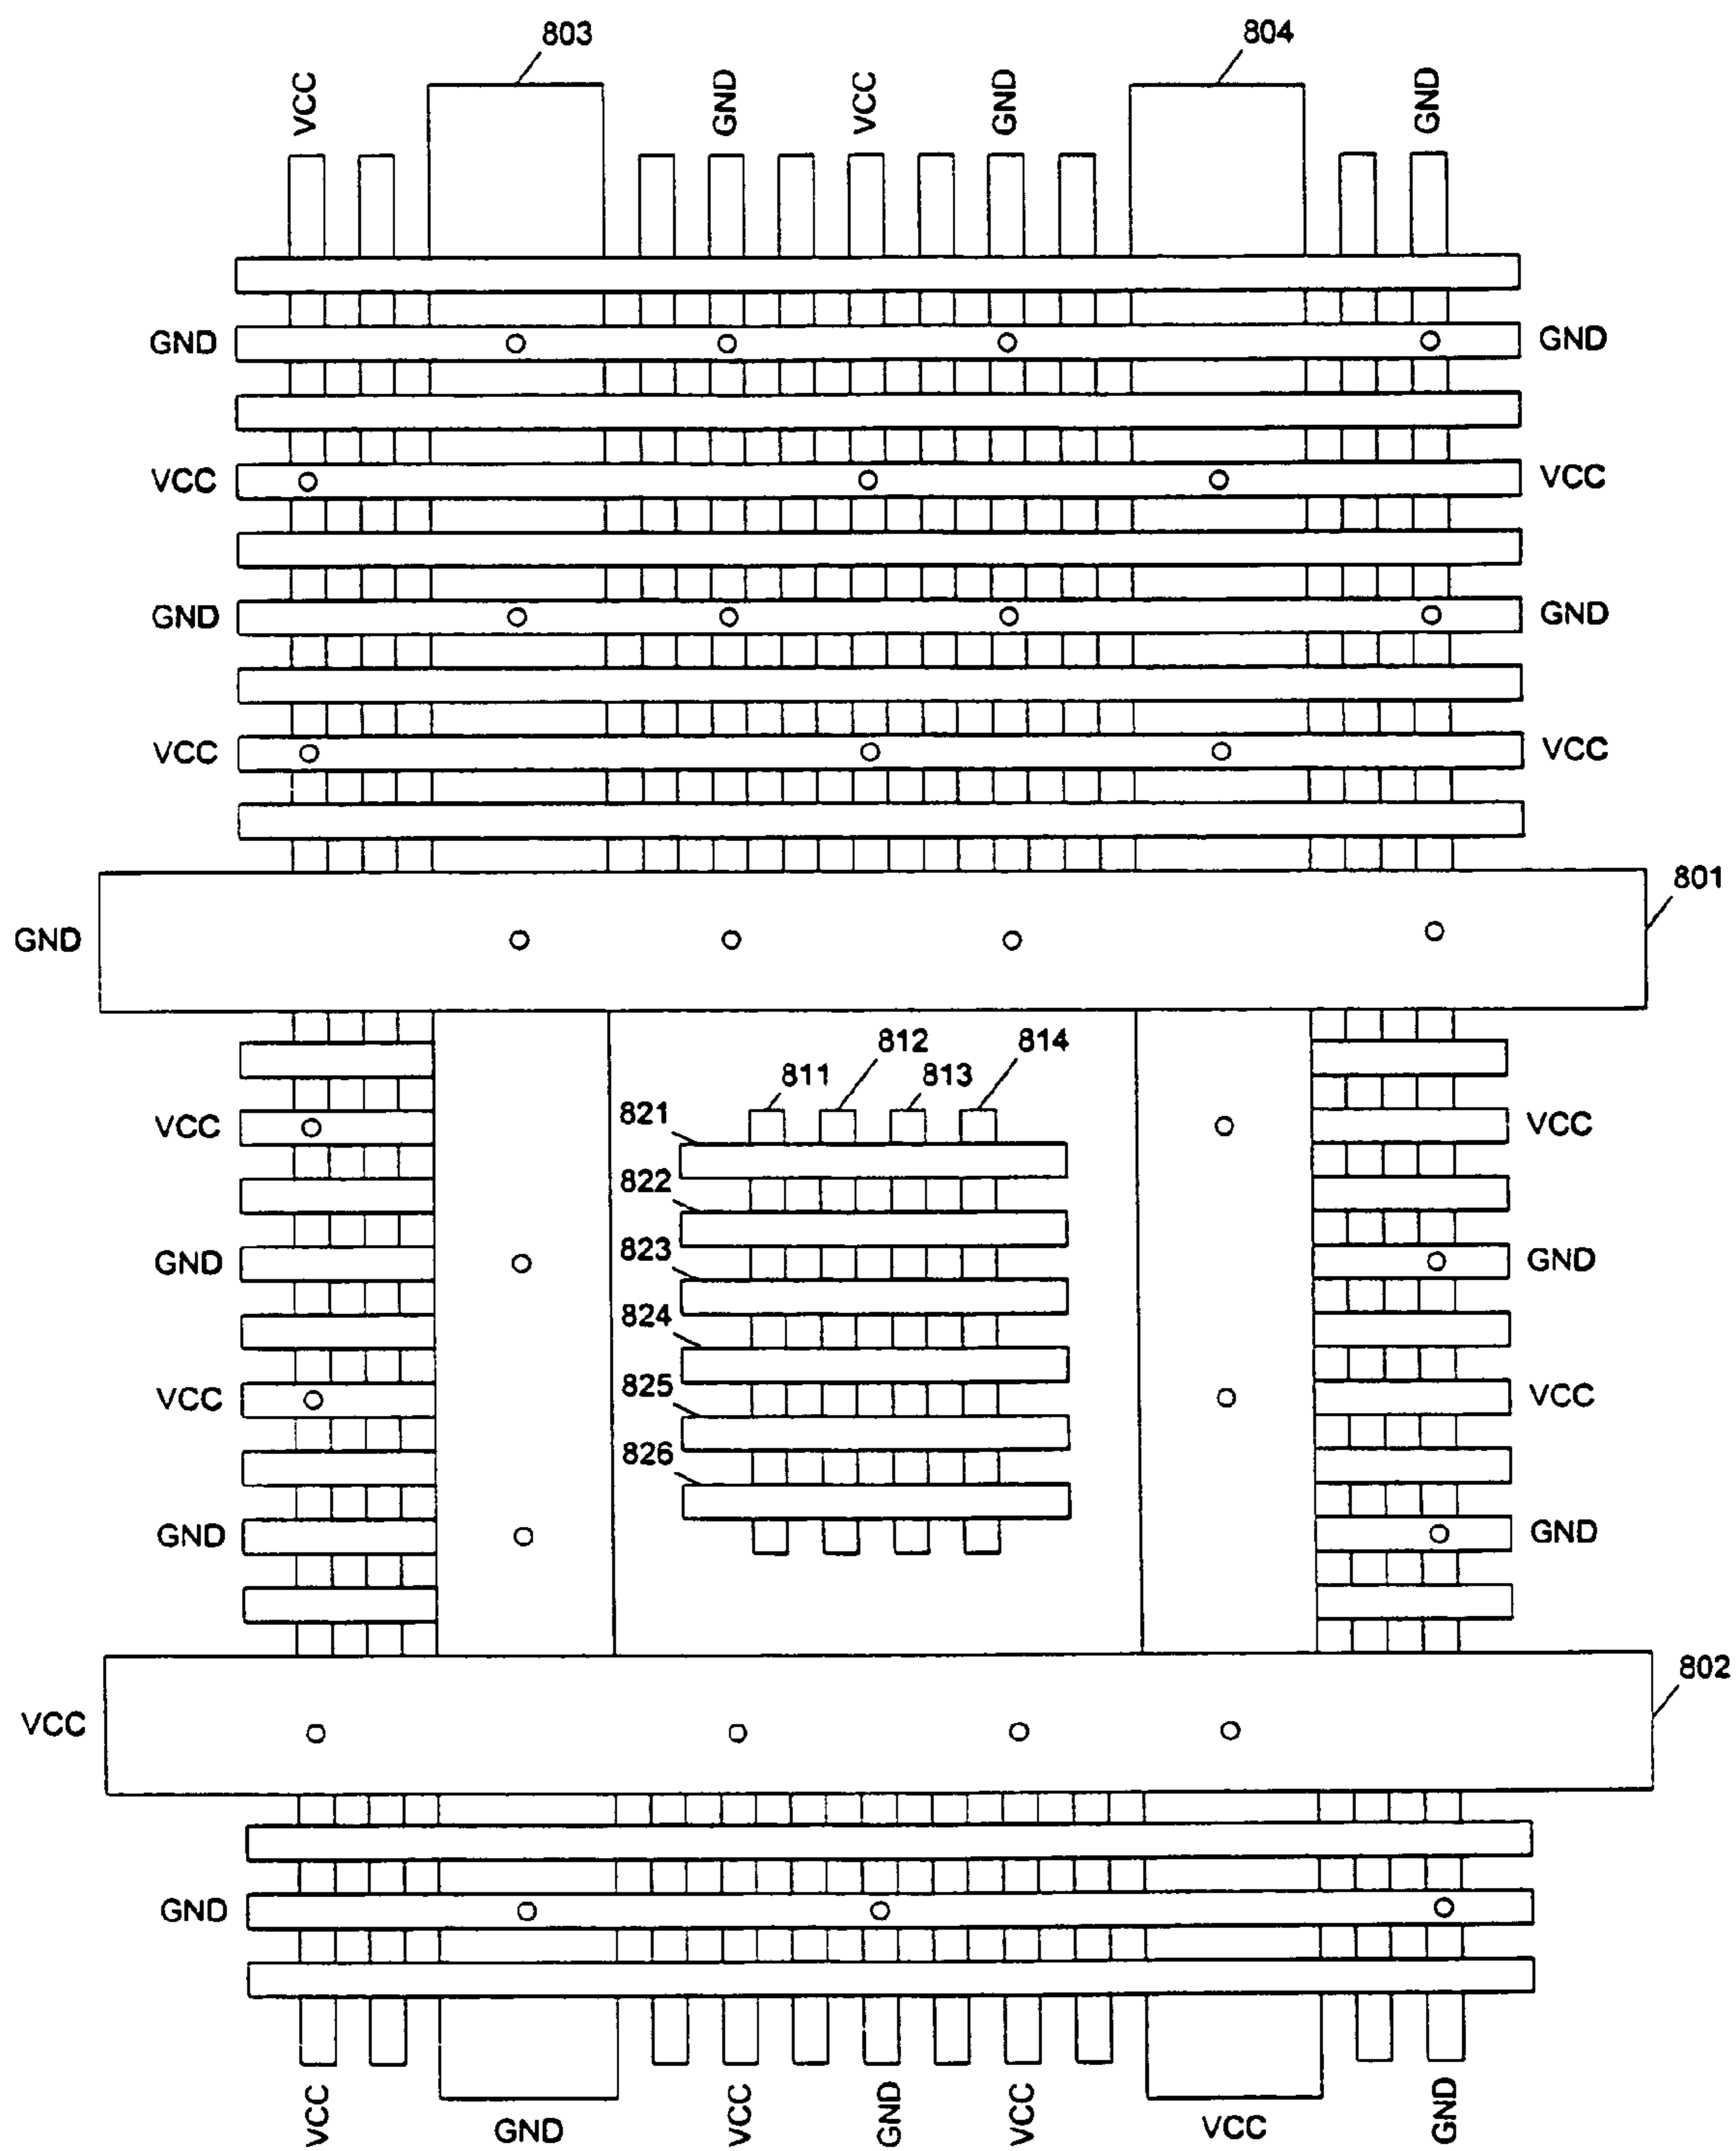 803
804
VCC
GND
VCC
GND
GND
GND
GND
VCC
VCC
GND
GND
VCC
VCC
801
GND
811
812
813
814
821
VCC
VCC
822
823
GND
GND
824
825
VCC
VCC
826
GND
GND
802
VCC
GND
VCC
GND
VCC
GND
VCC
VCC
GND